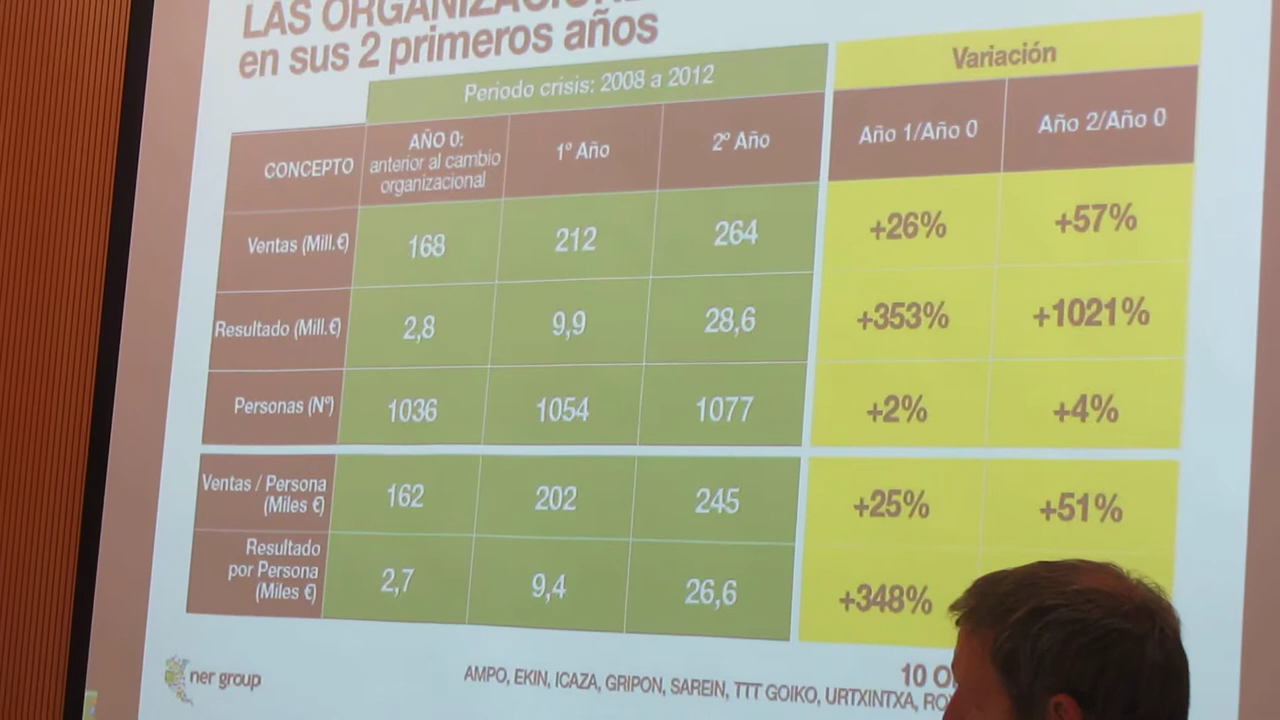 LAS
en sus 2 primeros años
Periodo crisis: 2008 a 2012
Variación
CONCEPTO
AÑO 0:
anterior al cambio
organizacional
1º Año
2º Año
Año 1/Año 0
Año 2/Año 0
Ventas (Mill.€)
168
212
264
+26%
+57%
Resultado (Mill.€)
2,8
9,9
28,6
+353%
+1021%
Personas (Nº)
1036
1054
1077
+2%
+4%
Ventas / Persona
(Miles €)
162
202
245
+25%
+51%
Resultado
por Persona
(Miles €)
2,7
9,4
26,6
+348%
ner group
10
AMPO, EKIN, ICAZA, GRIPON, SAREIN, TTT GOIKO, URTXINTXA,